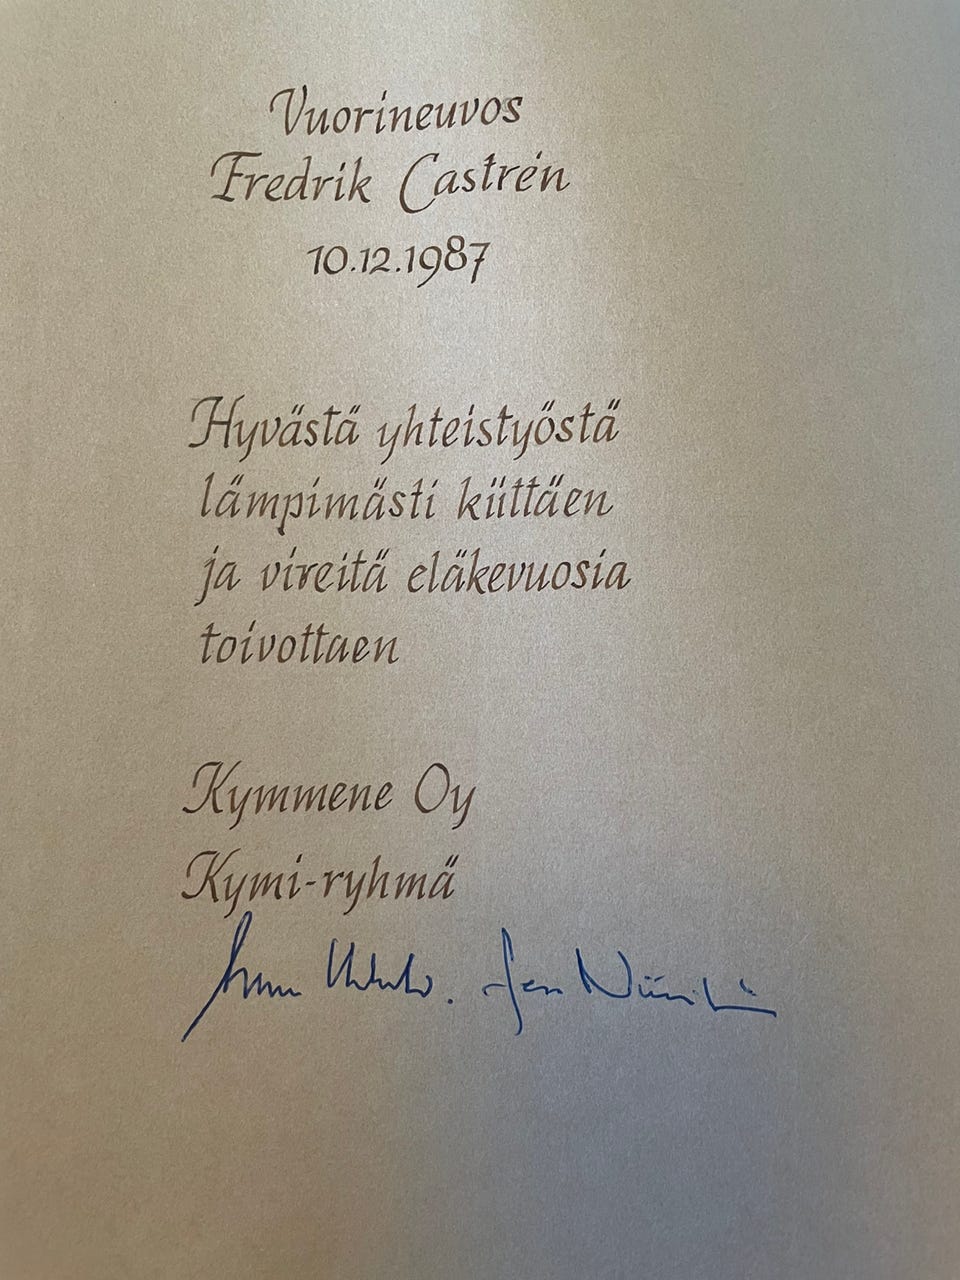 Vuorineuvos
Fredrik Castrén
10.12.1987
Hyvästä yhteistyöstä
lämpimästi kiittäen
ja vireitä eläkevuosia
toivottaen
Kymmene Oy
Kymi-ryhmä